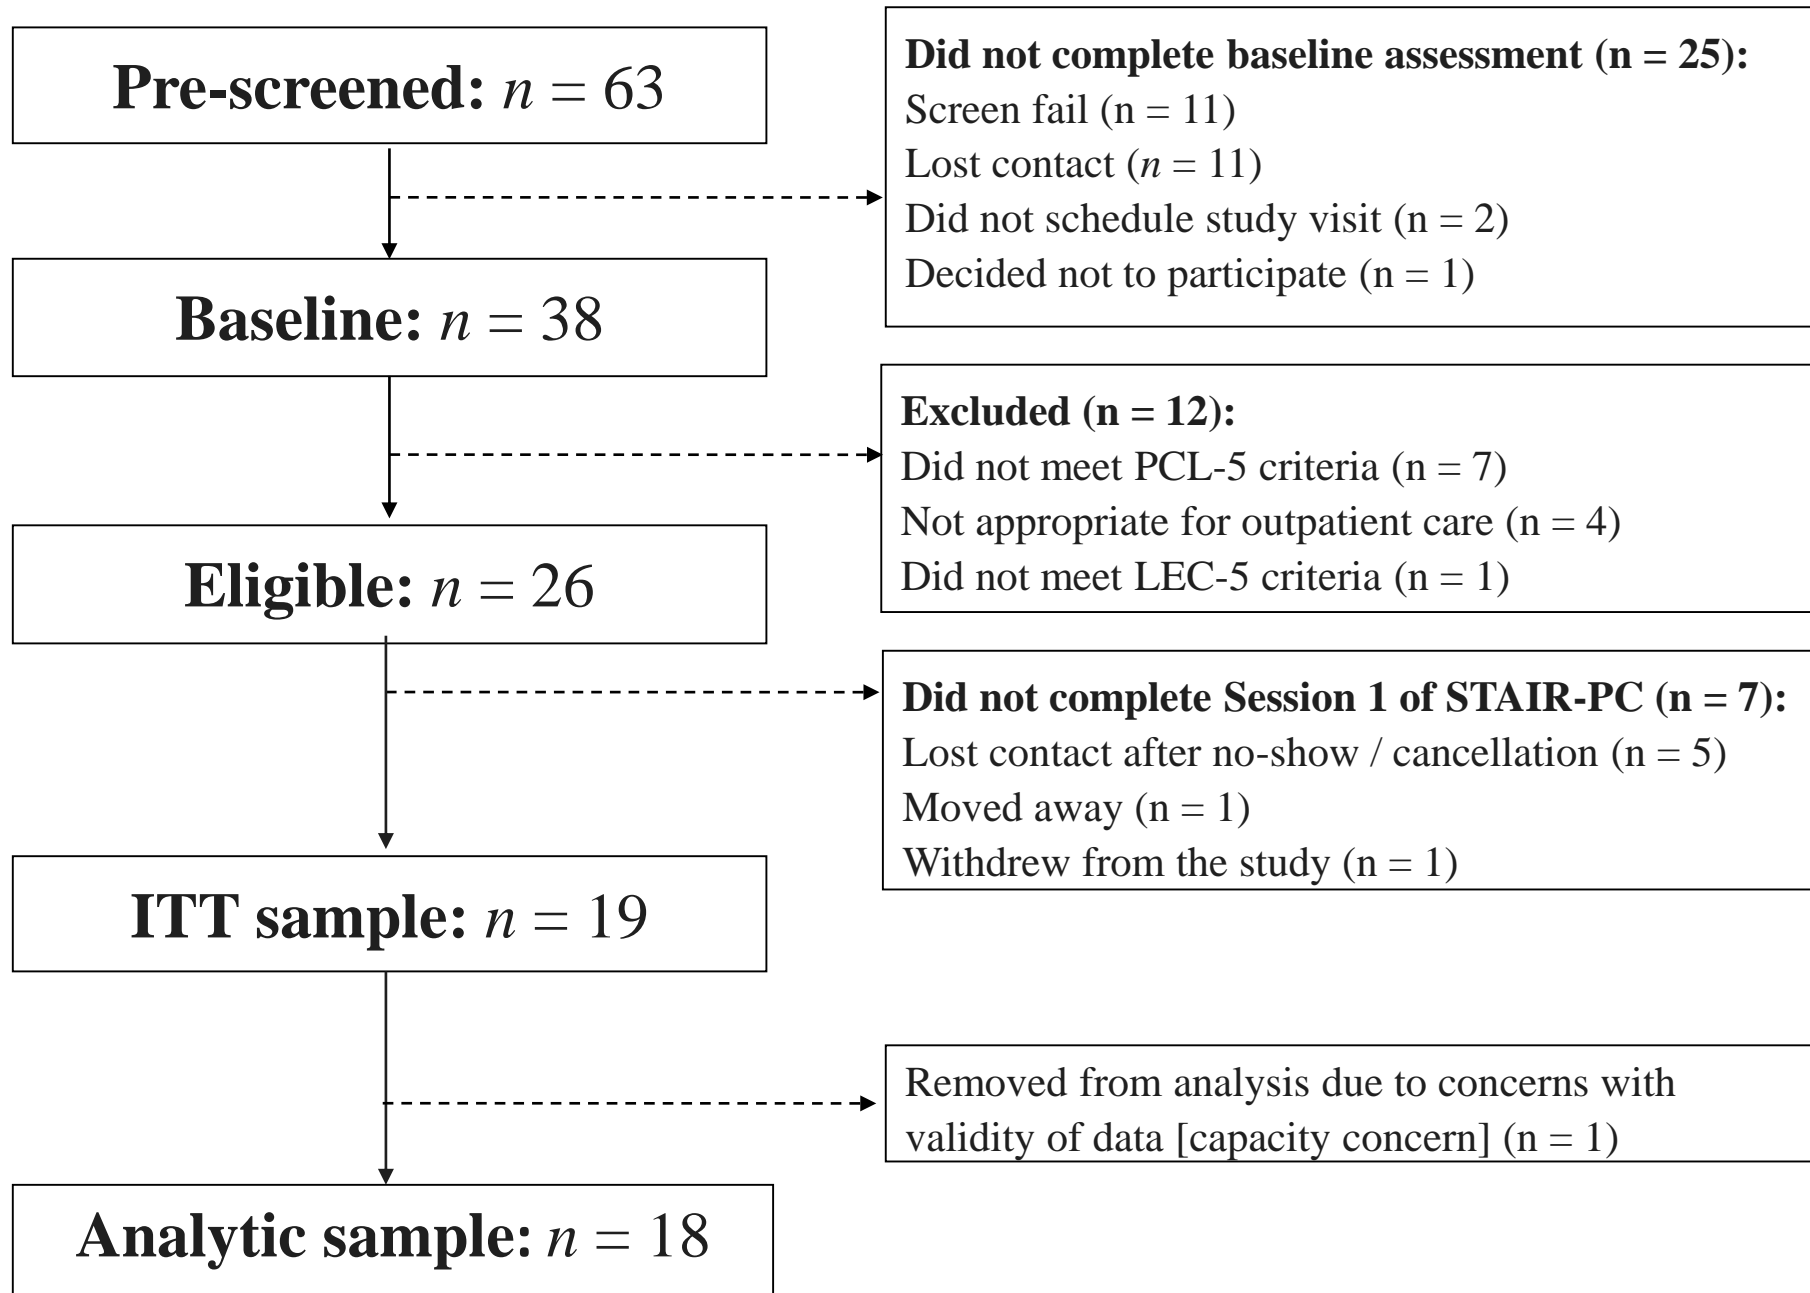 Pre-screened: n = 63
Did not complete baseline assessment (n = 25):
Screen fail (n = 11)
Lost contact (n = 11)
Did not schedule study visit (n = 2)
Decided not to participate (n = 1)
Baseline: n = 38
Excluded (n = 12):
Did not meet PCL-5 criteria (n = 7)
Not appropriate for outpatient care (n = 4)
Did not meet LEC-5 criteria (n = 1)
Eligible: n = 26
Did not complete Session 1 of STAIR-PC (n = 7):
Lost contact after no-show / cancellation (n = 5)
Moved away (n = 1)
Withdrew from the study (n = 1)
ITT sample: n = 19
Removed from analysis due to concerns with
validity of data [capacity concern] (n = 1)
Analytic sample: n = 18